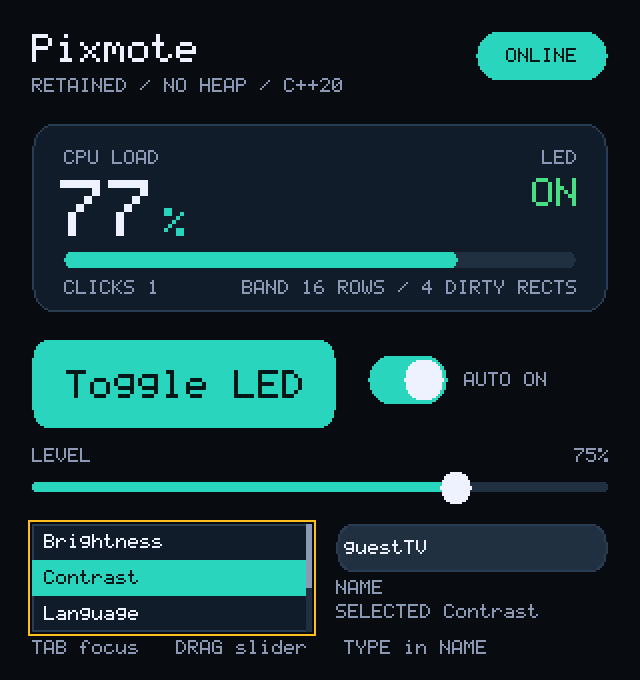 Pixmote
ONLINE
RETAINED / NO HEAP / C++20
CPU LOAD
LED
77%
ON
CLICKS 1
BAND 16 ROWS / 4 DIRTY RECTS
Toggle LED
AUTO ON
LEVEL
75%
Brightness
Contrast
Language
guestTV
NAME
SELECTED Contrast
TAB focus
DRAG slider
TYPE in NAME